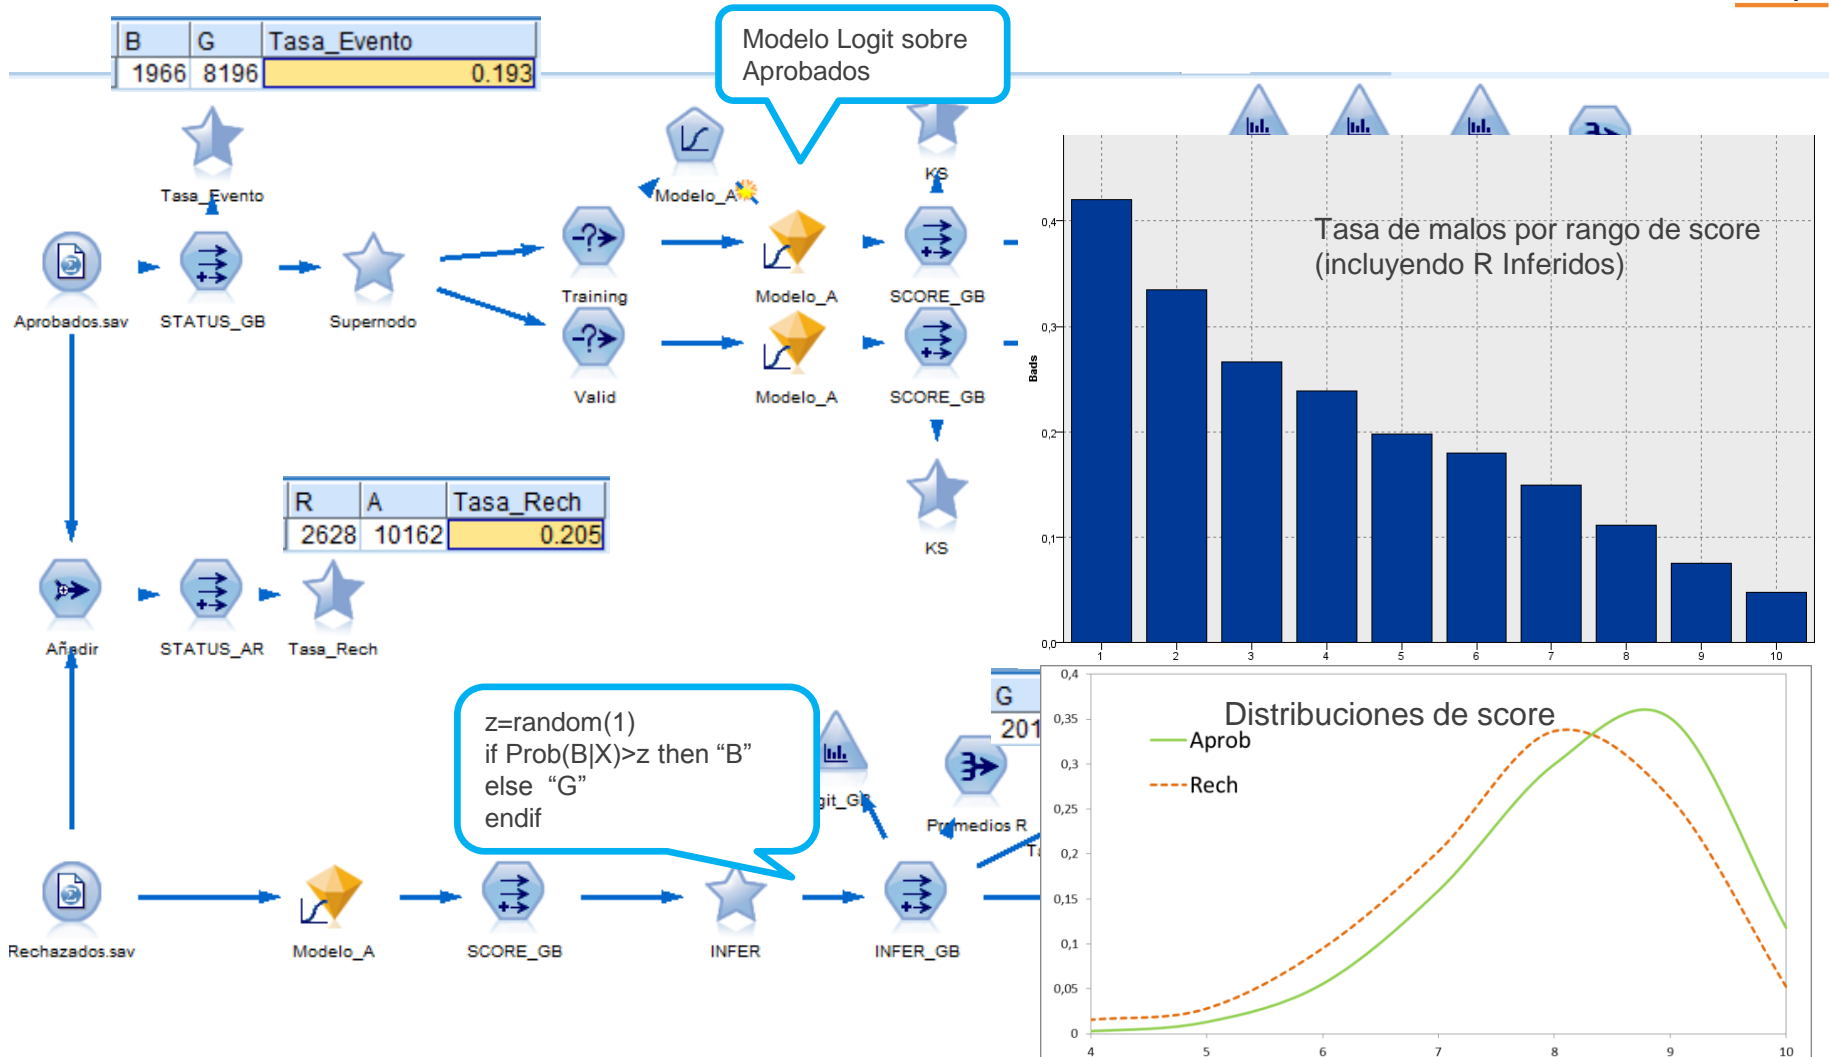 B G Tasa_Evento
1966 8196 0.193
Modelo Logit sobre
Aprobados
Tasa_Evento
Modelo_A
KS
Aprobados.sav
STATUS_GB
Supernodo
Training
Modelo_A
SCORE_GB
Valid
Modelo_A
SCORE_GB
KS
R A Tasa_Rech
2628 10162 0.205
Añadir
STATUS_AR
Tasa_Rech
z=random(1)
if Prob(B|X)>z then “B”
else “G”
endif
git_GB
Promedios R
G
201
Rechazados.sav
Modelo_A
SCORE_GB
INFER
INFER_GB
Tasa de malos por rango de score
(incluyendo R Inferidos)
Bads
0,4
0,3
0,2
0,1
0,0
1 2 3 4 5 6 7 8 9 10
Distribuciones de score
Aprob
Rech
0,4
0,35
0,3
0,25
0,2
0,15
0,1
0,05
0
4 5 6 7 8 9 10